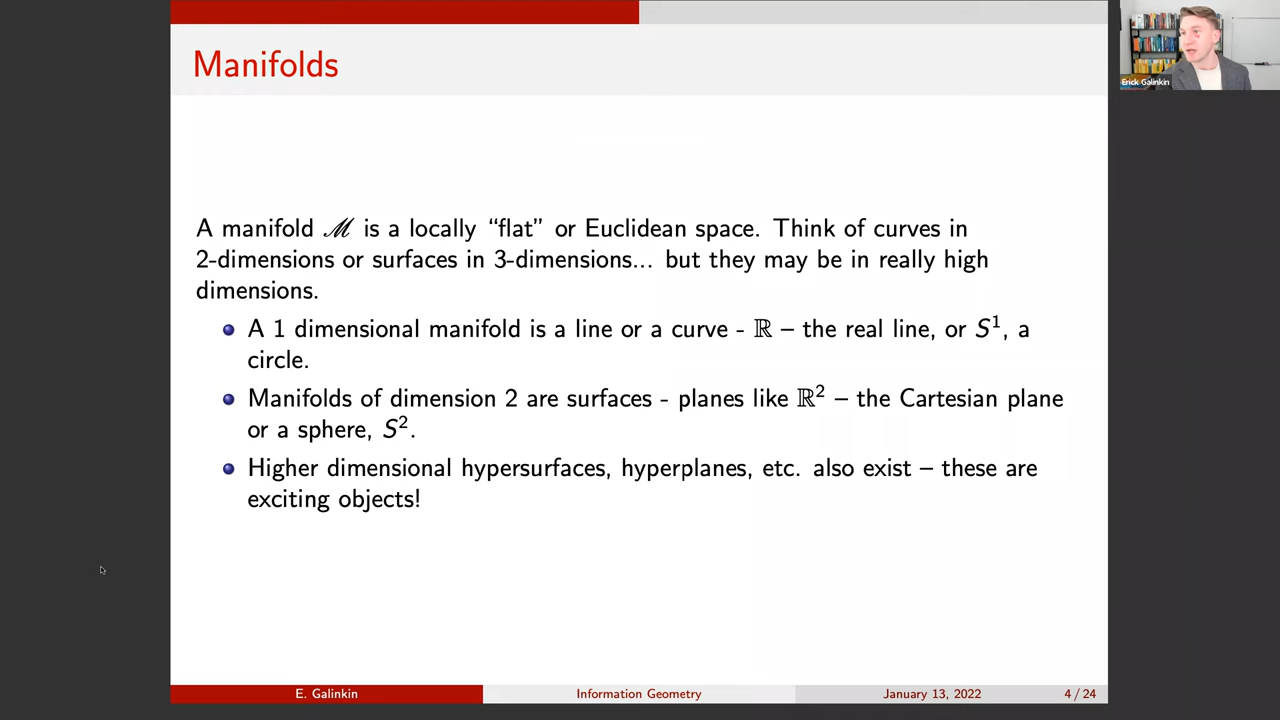 Manifolds
Erick Galinkin
A manifold ℳ is a locally “flat” or Euclidean space. Think of curves in
2-dimensions or surfaces in 3-dimensions... but they may be in really high
dimensions.
A 1 dimensional manifold is a line or a curve - ℝ – the real line, or S¹, a
circle.
Manifolds of dimension 2 are surfaces - planes like ℝ² – the Cartesian plane
or a sphere, S².
Higher dimensional hypersurfaces, hyperplanes, etc. also exist – these are
exciting objects!
E. Galinkin Information Geometry January 13, 2022 4 / 24